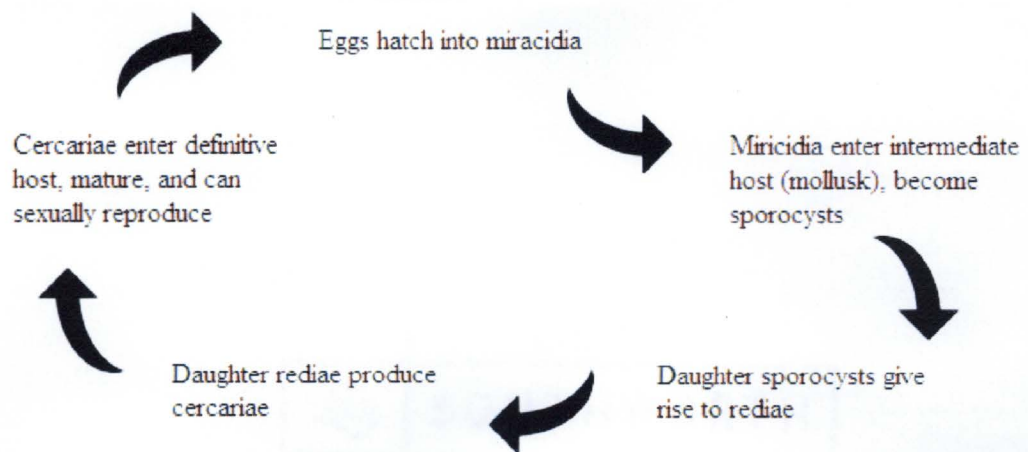 Eggs hatch into miracidia
Miricidia enter intermediate
host (mollusk), become
sporocysts
Daughter sporocysts give
rise to rediae
Daughter rediae produce
cercariae
Cercariae enter definitive
host, mature, and can
sexually reproduce